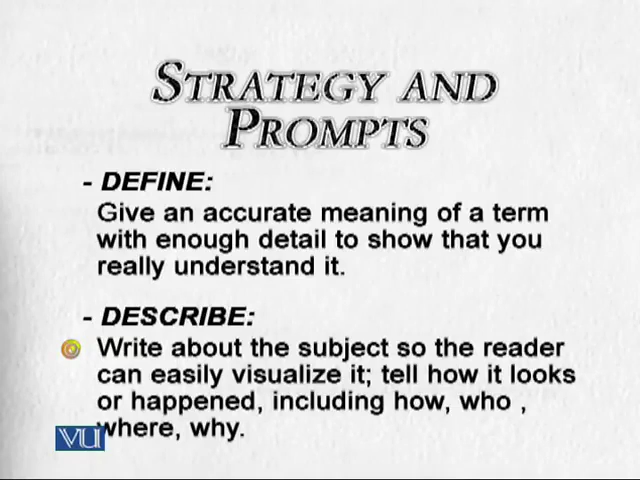 STRATEGY AND
PROMPTS
- DEFINE:
Give an accurate meaning of a term
with enough detail to show that you
really understand it.
- DESCRIBE:
Write about the subject so the reader
can easily visualize it; tell how it looks
or happened, including how, who ,
where, why.
VU